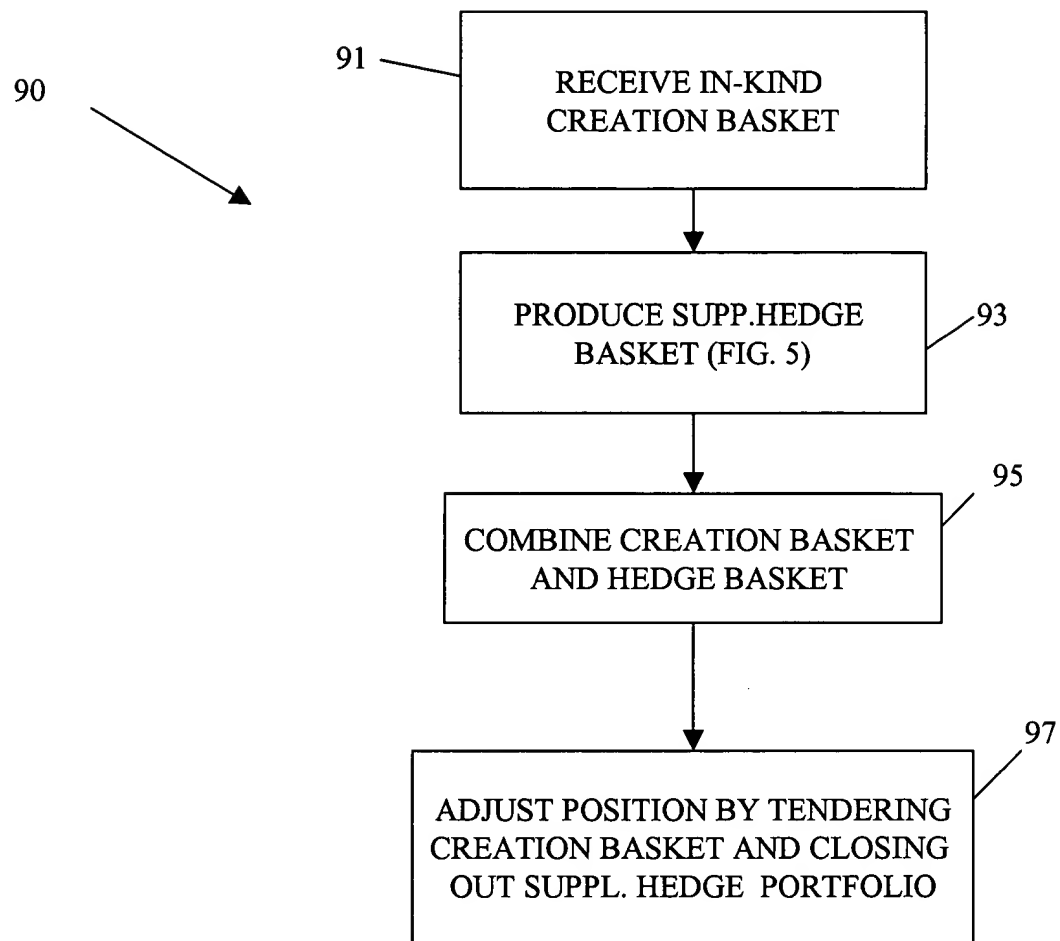 90
91
RECEIVE IN-KIND
CREATION BASKET
PRODUCE SUPP.HEDGE
BASKET (FIG. 5)
93
95
COMBINE CREATION BASKET
AND HEDGE BASKET
97
ADJUST POSITION BY TENDERING
CREATION BASKET AND CLOSING
OUT SUPPL. HEDGE PORTFOLIO